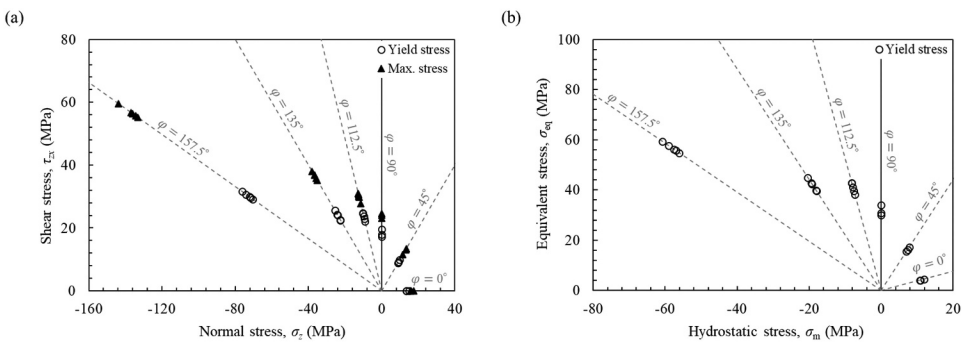 (a)
80
60
40
20
0
Shear stress, τzx (MPa)
-160
-120
-80
-40
0
40
Normal stress, σz (MPa)
Yield stress
Max. stress
φ = 157.5°
φ = 135°
φ = 112.5°
φ = 90°
φ = 45°
φ = 0°
(b)
100
80
60
40
20
0
Equivalent stress, σeq (MPa)
-80
-60
-40
-20
0
20
Hydrostatic stress, σm (MPa)
Yield stress
φ = 157.5°
φ = 135°
φ = 112.5°
φ = 90°
φ = 45°
φ = 0°